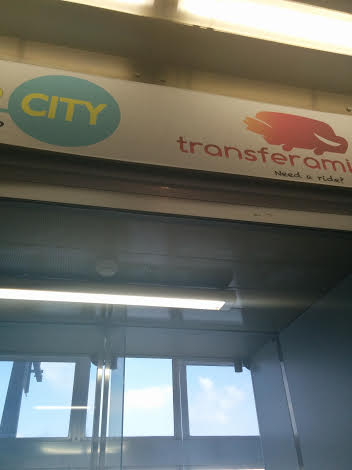 CITY
transferami
Need a ride?